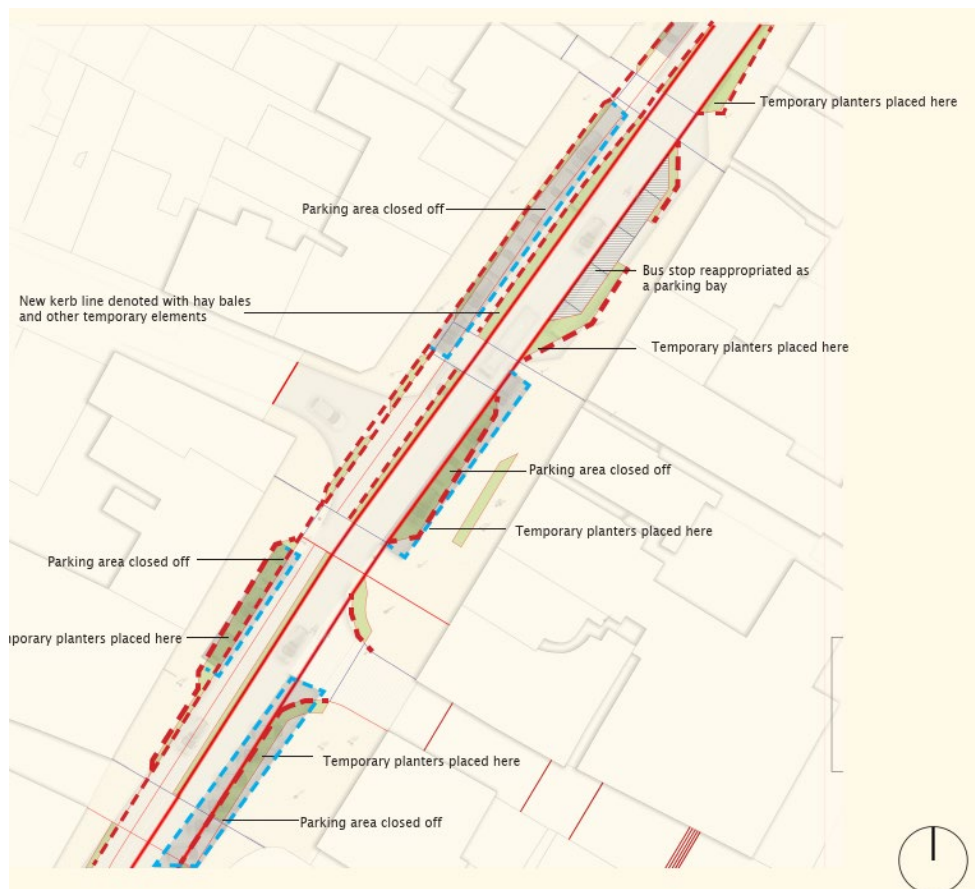 Temporary planters placed here
Parking area closed off
Bus stop reappropriated as
a parking bay
New kerb line denoted with hay bales
and other temporary elements
Temporary planters placed here
Parking area closed off
Temporary planters placed here
Parking area closed off
planters placed here
Temporary planters placed here
Parking area closed off